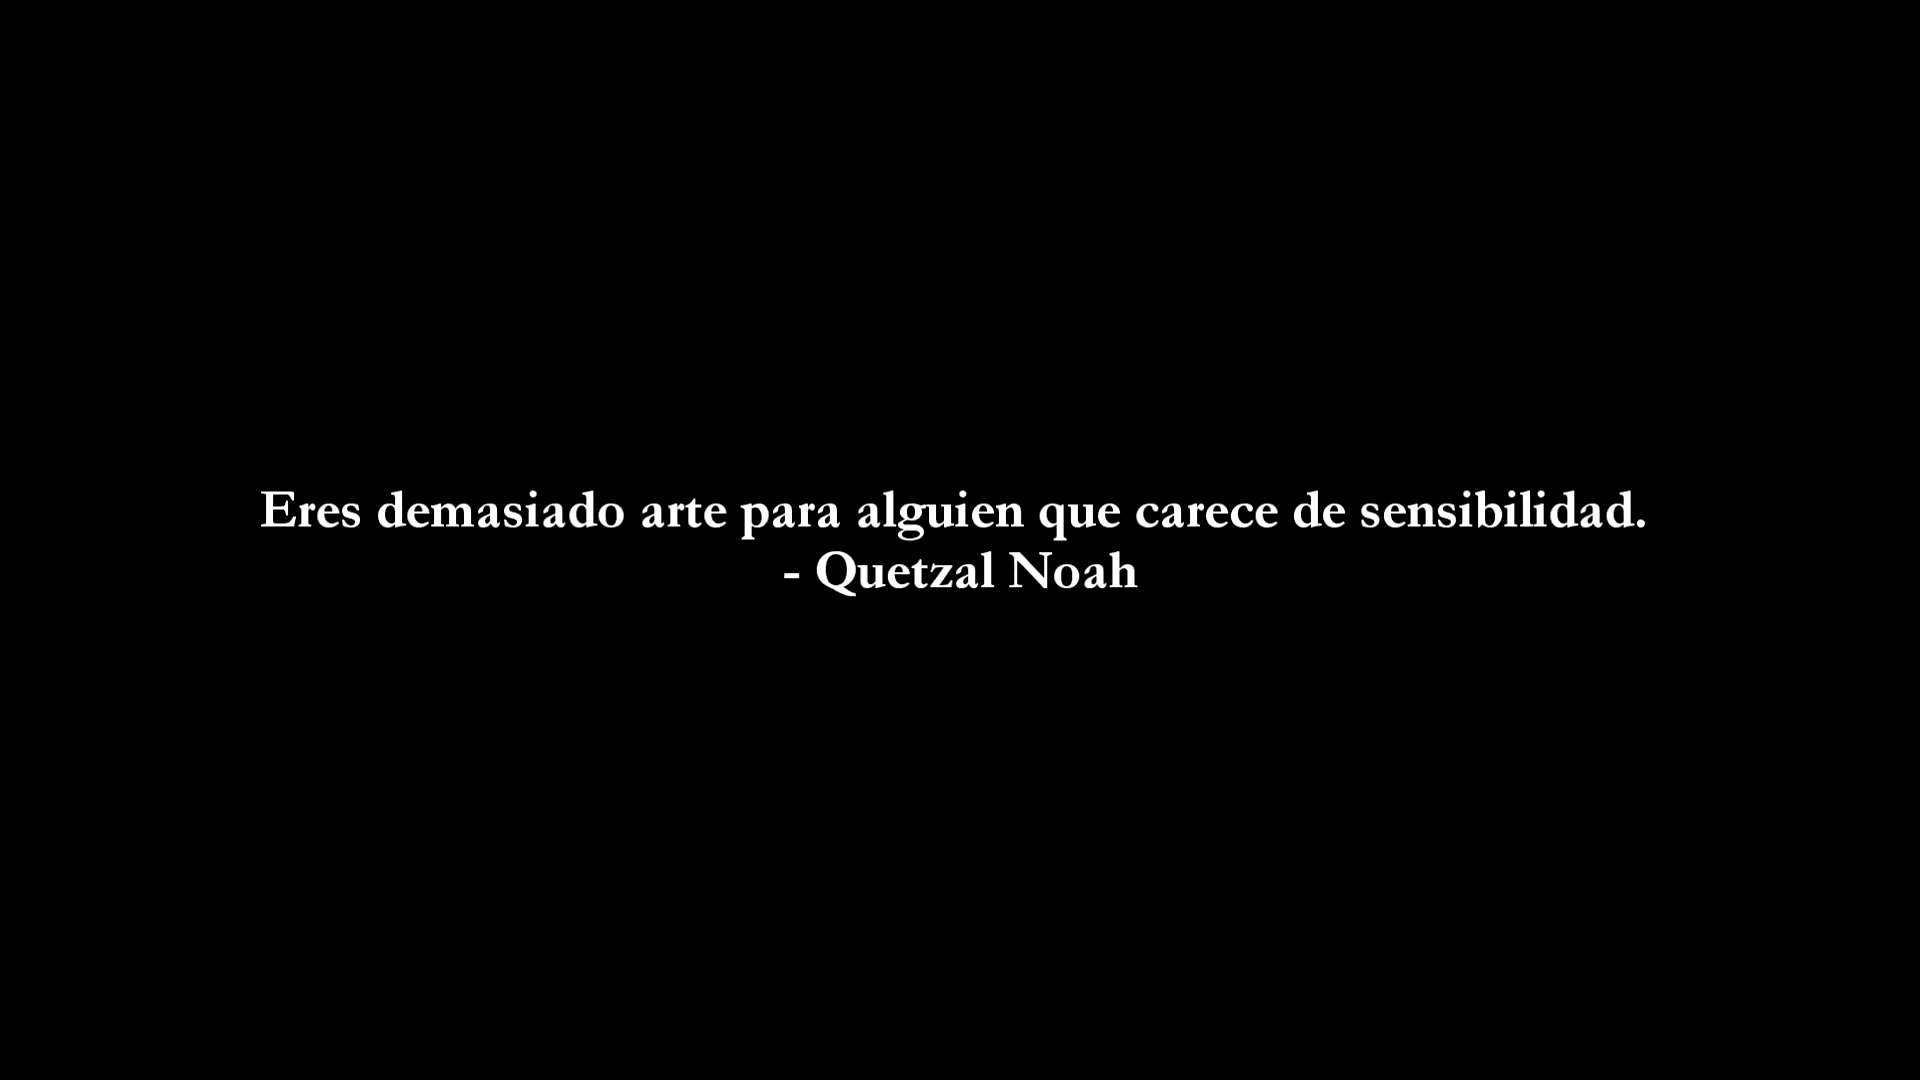 Eres demasiado arte para alguien que carece de sensibilidad.
- Quetzal Noah